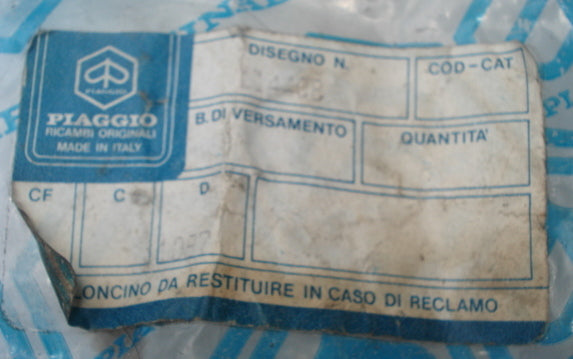 PIAGGIO
PIAGGIO
RICAMBI ORIGINALI
MADE IN ITALY
DISEGNO N.
COD-CAT
B. DI VERSAMENTO
QUANTITA'
CF
C
D
LONCINO DA RESTITUIRE IN CASO DI RECLAMO